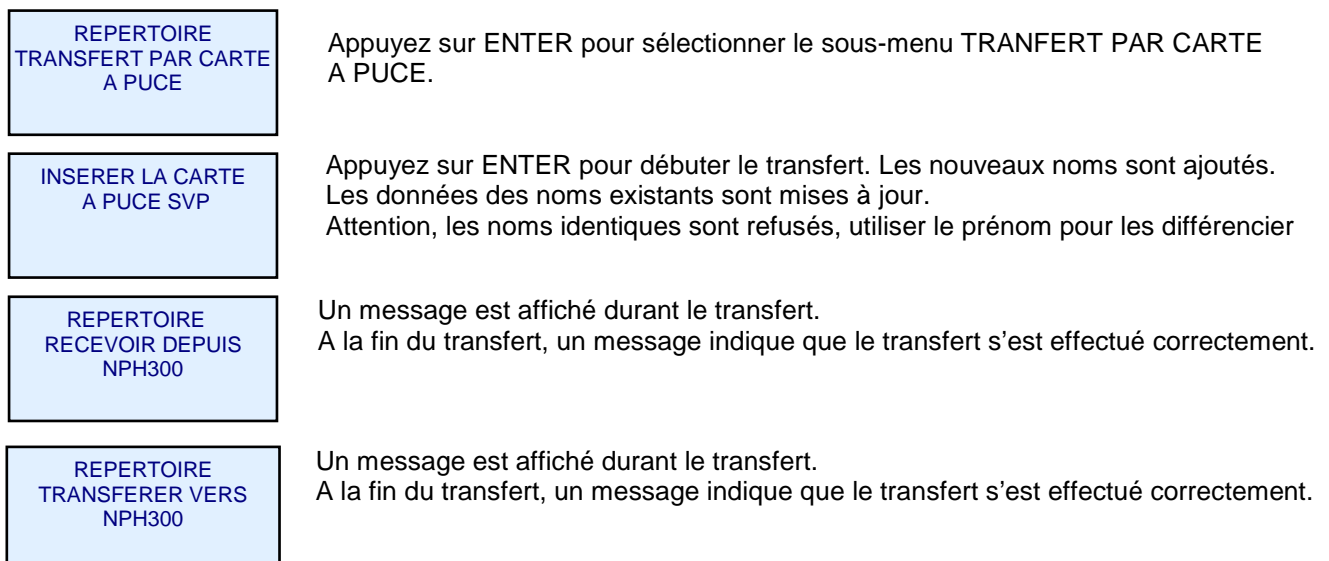 REPERTOIRE
TRANSFERT PAR CARTE
A PUCE
Appuyez sur ENTER pour sélectionner le sous-menu TRANFERT PAR CARTE
A PUCE.
INSERER LA CARTE
A PUCE SVP
Appuyez sur ENTER pour débuter le transfert. Les nouveaux noms sont ajoutés.
Les données des noms existants sont mises à jour.
Attention, les noms identiques sont refusés, utiliser le prénom pour les différencier
REPERTOIRE
RECEVOIR DEPUIS
NPH300
Un message est affiché durant le transfert.
A la fin du transfert, un message indique que le transfert s’est effectué correctement.
REPERTOIRE
TRANSFERER VERS
NPH300
Un message est affiché durant le transfert.
A la fin du transfert, un message indique que le transfert s’est effectué correctement.